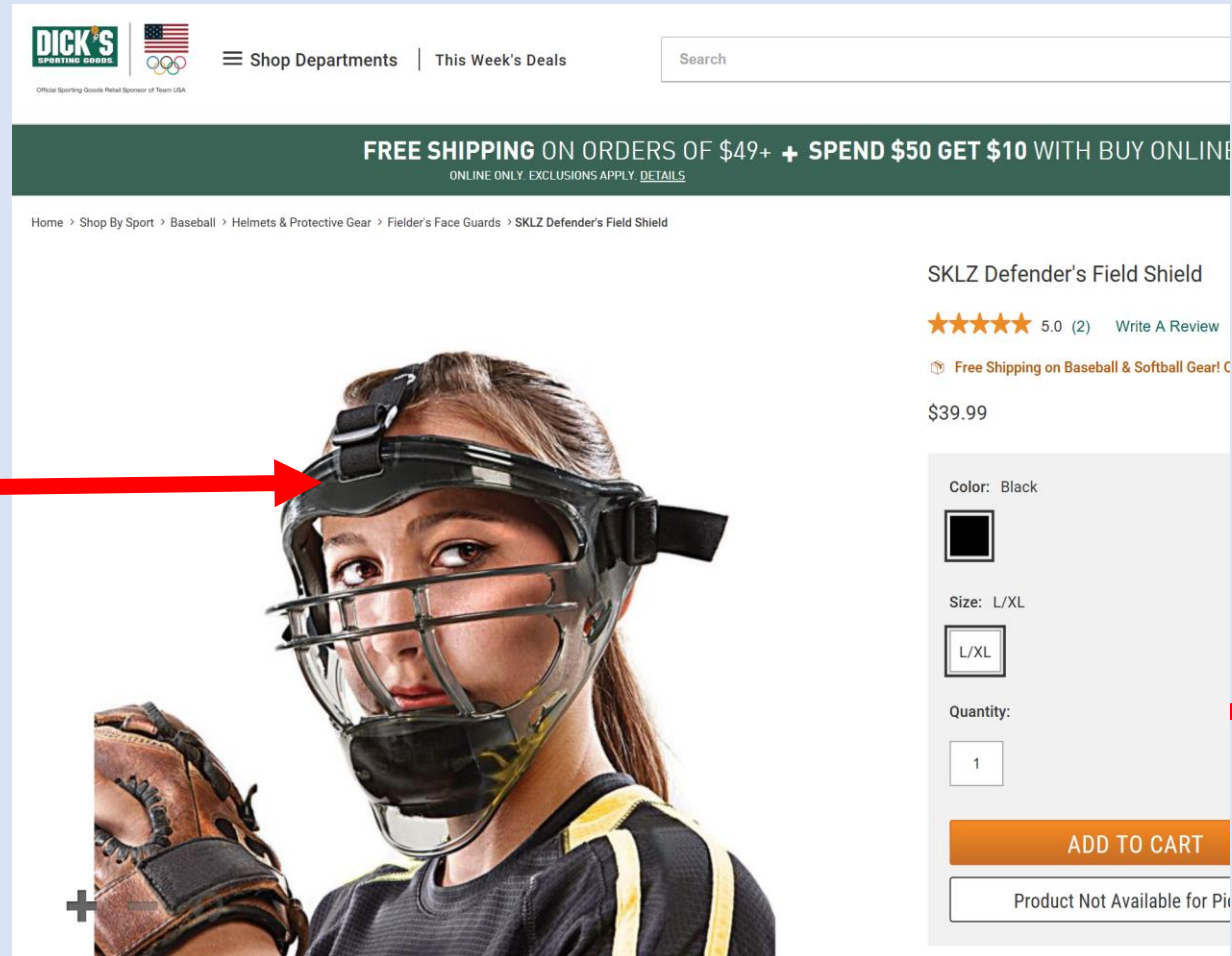 DICK'S
SPORTING GOODS
Official Sporting Goods Retail Sponsor of Team USA
Shop Departments
This Week's Deals
Search
FREE SHIPPING ON ORDERS OF $49+ + SPEND $50 GET $10 WITH BUY ONLINE
ONLINE ONLY. EXCLUSIONS APPLY. DETAILS
Home > Shop By Sport > Baseball > Helmets & Protective Gear > Fielder's Face Guards > SKLZ Defender's Field Shield
SKLZ Defender's Field Shield
5.0 (2) Write A Review
Free Shipping on Baseball & Softball Gear!
$39.99
Color: Black
Size: L/XL
L/XL
Quantity:
1
ADD TO CART
Product Not Available for